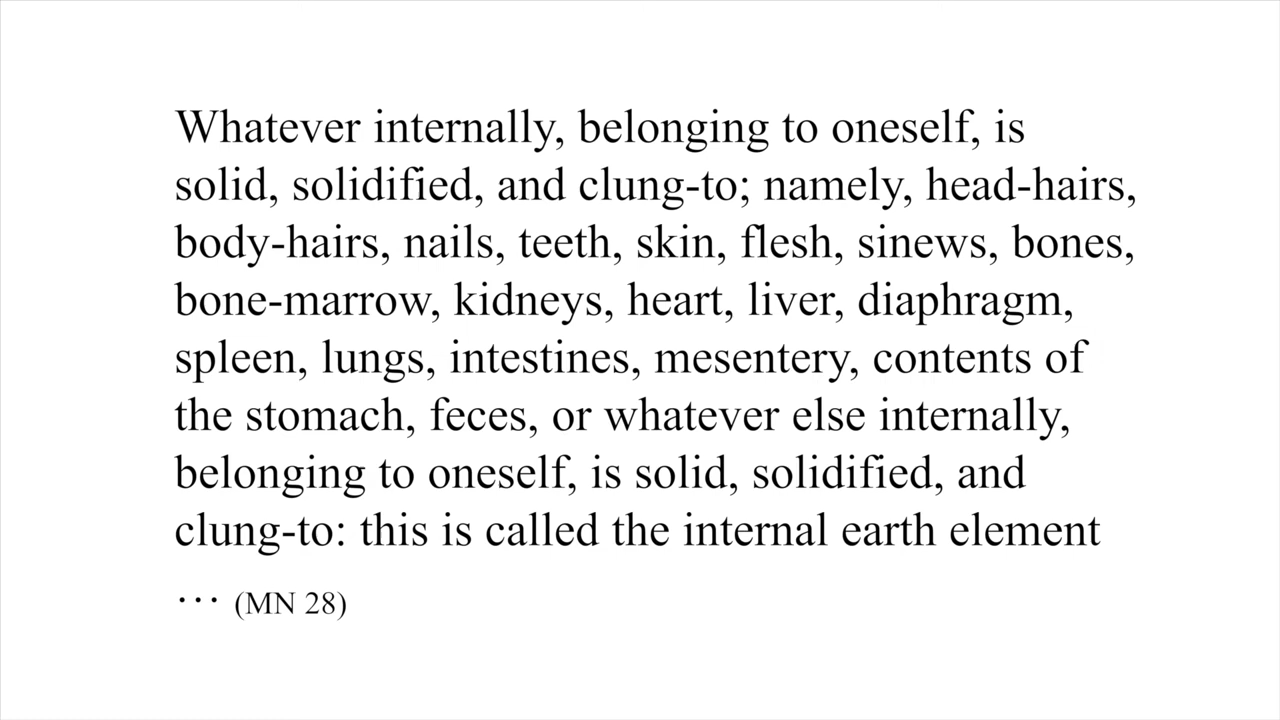 Whatever internally, belonging to oneself, is
solid, solidified, and clung-to; namely, head-hairs,
body-hairs, nails, teeth, skin, flesh, sinews, bones,
bone-marrow, kidneys, heart, liver, diaphragm,
spleen, lungs, intestines, mesentery, contents of
the stomach, feces, or whatever else internally,
belonging to oneself, is solid, solidified, and
clung-to: this is called the internal earth element
… (MN 28)